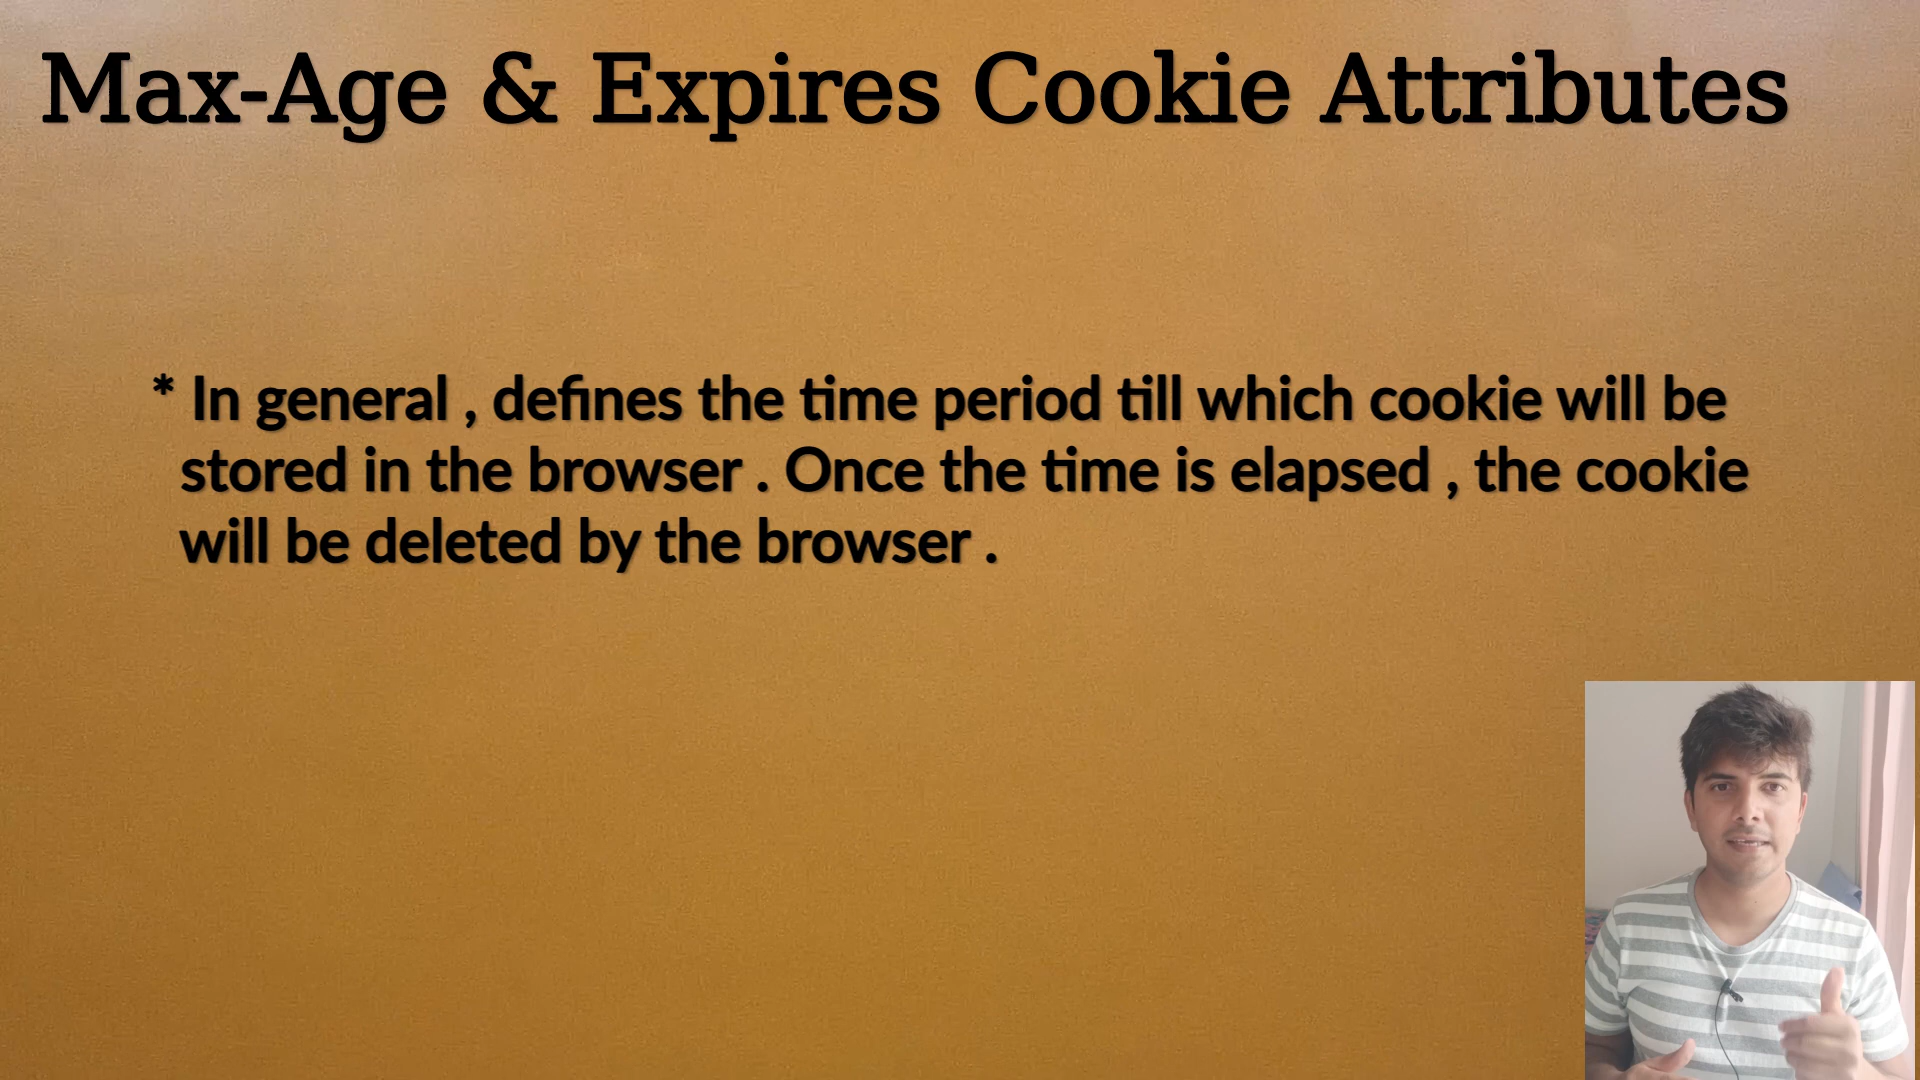 Max-Age & Expires Cookie Attributes
* In general , defines the time period till which cookie will be
stored in the browser . Once the time is elapsed , the cookie
will be deleted by the browser .